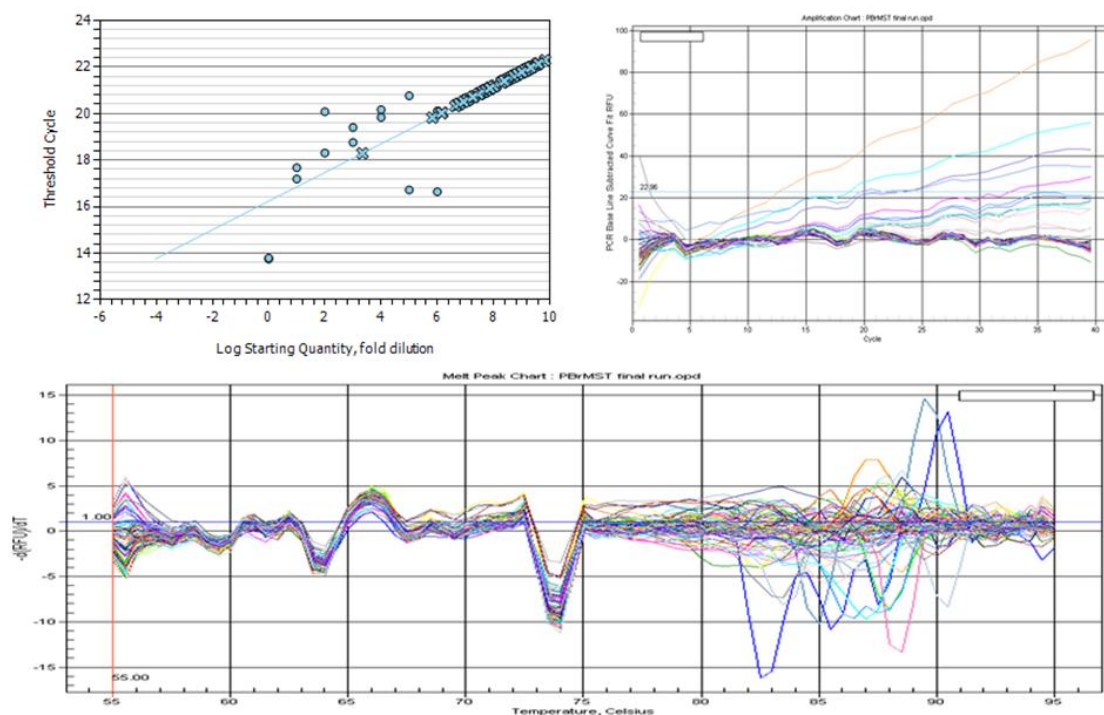 24
22
20
18
16
14
12
Threshold Cycle
-6 -4 -2 0 2 4 6 8 10
Log Starting Quantity, fold dilution
Amplification Chart : PBrMST final run.opd
100
80
60
40
20
0
-20
22.96
PCR Base Line Subtracted Curve Fit RFU
0 5 10 15 20 25 30 35 40
Cycle
Melt Peak Chart : PBrMST final run.opd
15
10
5
0
-5
-10
-15
1.00
55.00
-d(RFU)/dT
55 60 65 70 75 80 85 90 95
Temperature, Celsius